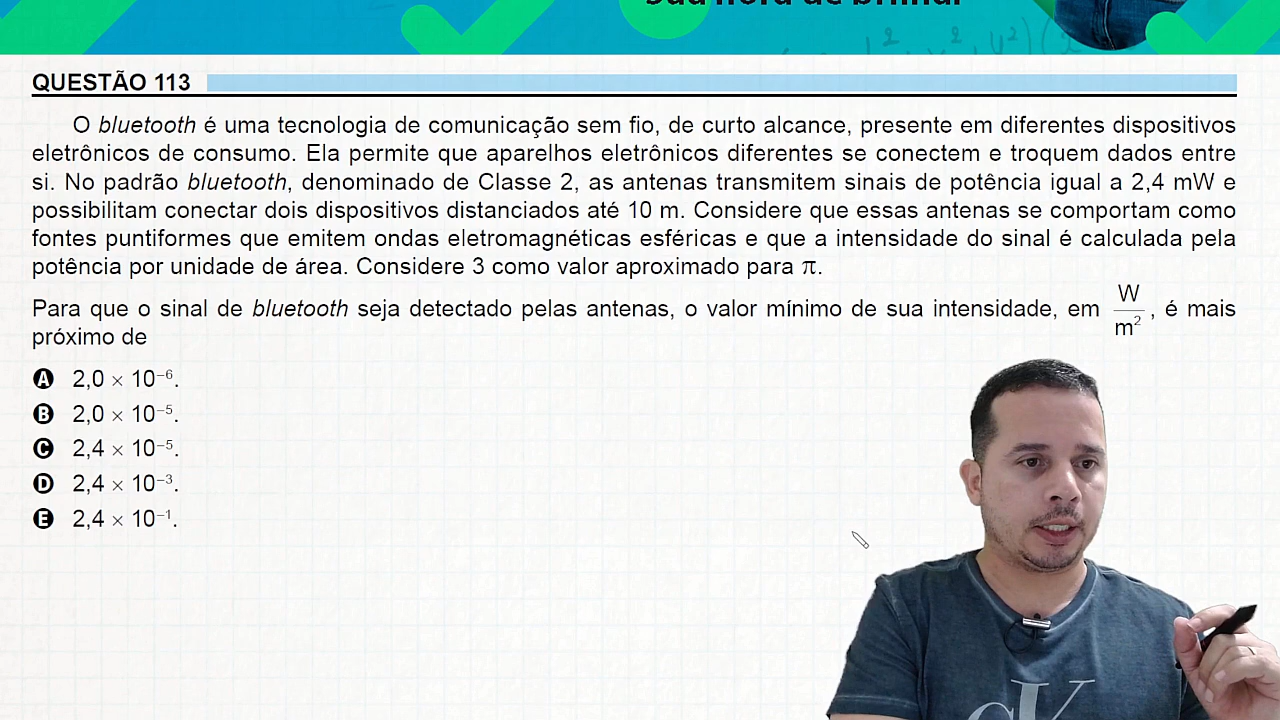 QUESTÃO 113
O bluetooth é uma tecnologia de comunicação sem fio, de curto alcance, presente em diferentes dispositivos
eletrônicos de consumo. Ela permite que aparelhos eletrônicos diferentes se conectem e troquem dados entre
si. No padrão bluetooth, denominado de Classe 2, as antenas transmitem sinais de potência igual a 2,4 mW e
possibilitam conectar dois dispositivos distanciados até 10 m. Considere que essas antenas se comportam como
fontes puntiformes que emitem ondas eletromagnéticas esféricas e que a intensidade do sinal é calculada pela
potência por unidade de área. Considere 3 como valor aproximado para π.
Para que o sinal de bluetooth seja detectado pelas antenas, o valor mínimo de sua intensidade, em W/m², é mais
próximo de
A 2,0 × 10⁻⁶.
B 2,0 × 10⁻⁵.
C 2,4 × 10⁻⁵.
D 2,4 × 10⁻³.
E 2,4 × 10⁻¹.